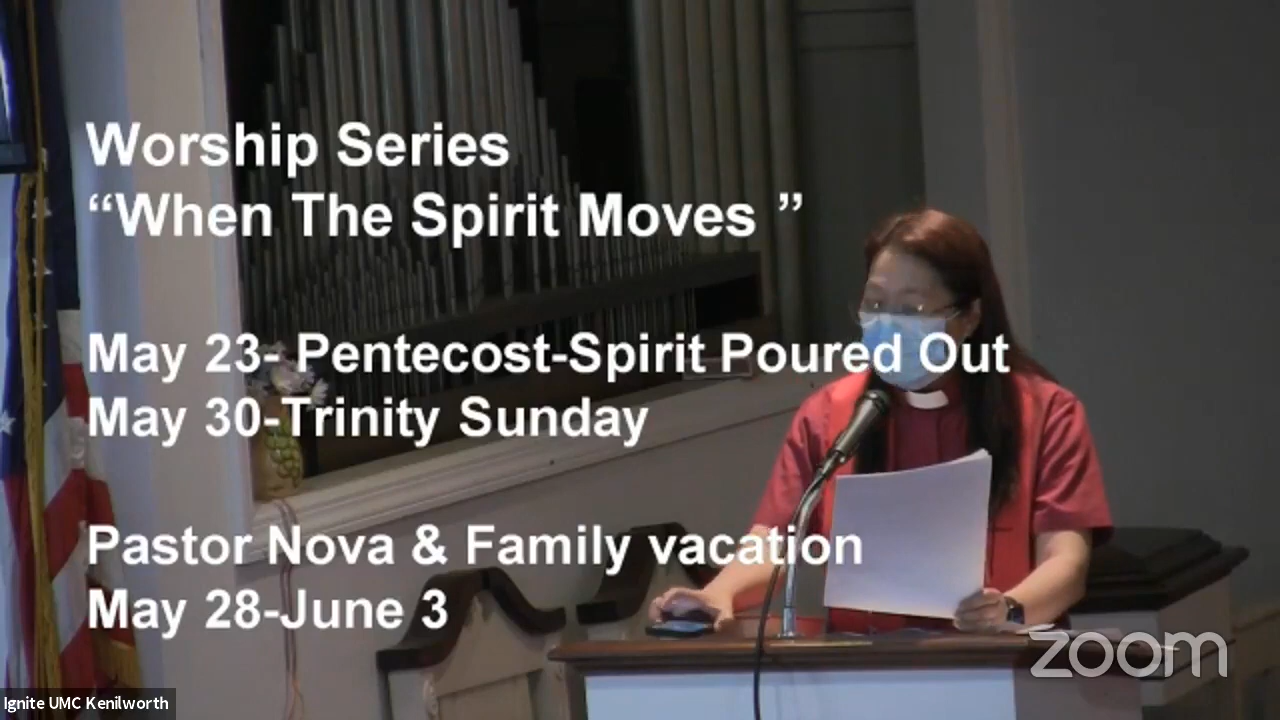 Worship Series
“When The Spirit Moves ”
May 23- Pentecost-Spirit Poured Out
May 30-Trinity Sunday
Pastor Nova & Family vacation
May 28-June 3
zoom
Ignite UMC Kenilworth